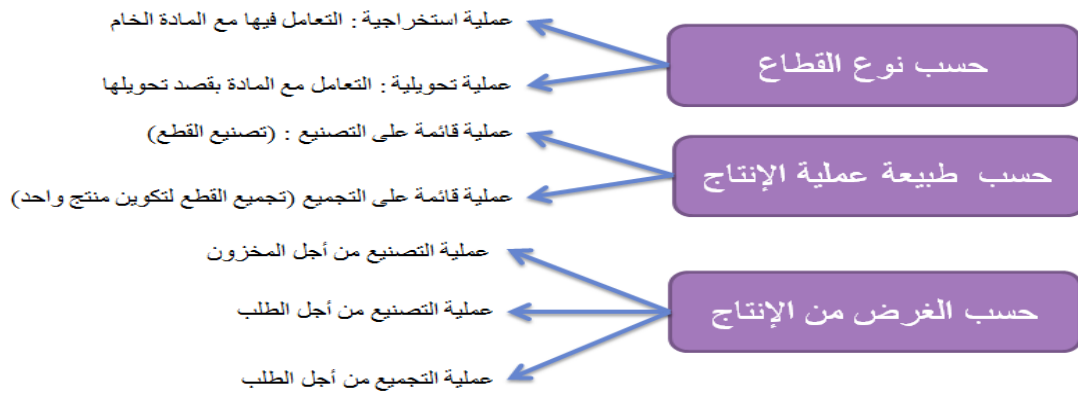 حسب نوع القطاع
عملية استخراجية : التعامل فيها مع المادة الخام
عملية تحويلية : التعامل مع المادة بقصد تحويلها
حسب طبيعة عملية الإنتاج
عملية قائمة على التصنيع : (تصنيع القطع)
عملية قائمة على التجميع (تجميع القطع لتكوين منتج واحد)
حسب الغرض من الإنتاج
عملية التصنيع من أجل المخزون
عملية التصنيع من أجل الطلب
عملية التجميع من أجل الطلب